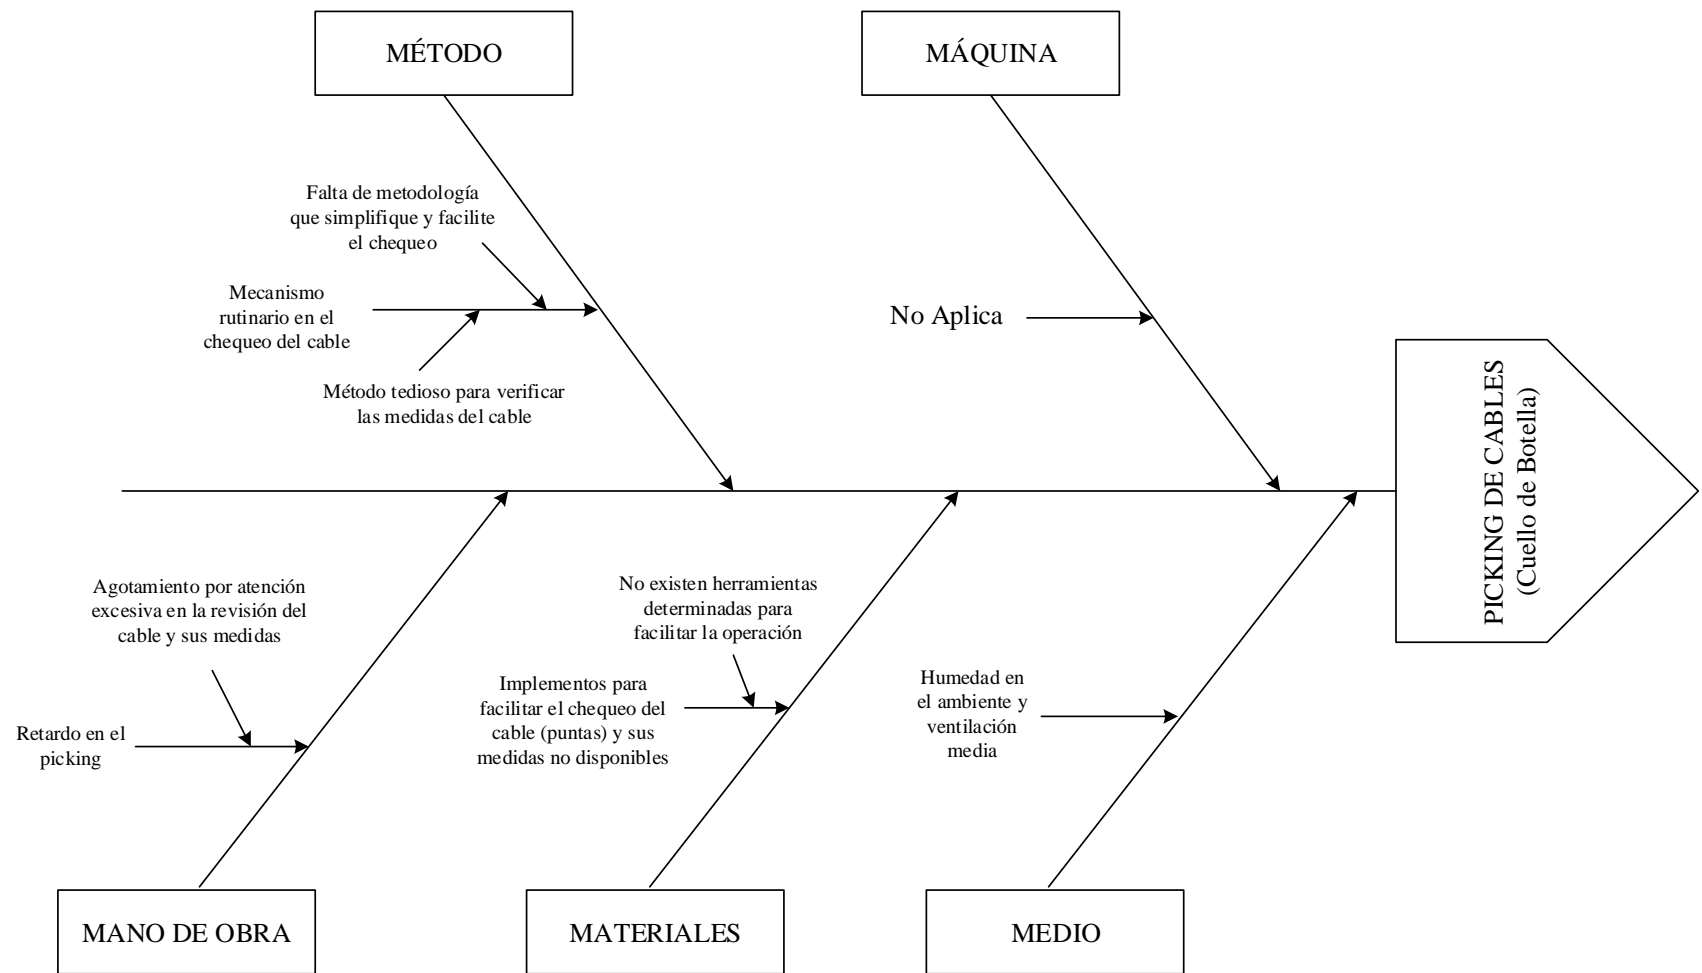 MÉTODO
MÁQUINA
Falta de metodología
que simplifique y facilite
el chequeo
Mecanismo
rutinario en el
chequeo del cable
Método tedioso para verificar
las medidas del cable
No Aplica
PICKING DE CABLES
(Cuello de Botella)
Agotamiento por atención
excesiva en la revisión del
cable y sus medidas
Retardo en el
picking
No existen herramientas
determinadas para
facilitar la operación
Implementos para
facilitar el chequeo del
cable (puntas) y sus
medidas no disponibles
Humedad en
el ambiente y
ventilación
media
MANO DE OBRA
MATERIALES
MEDIO